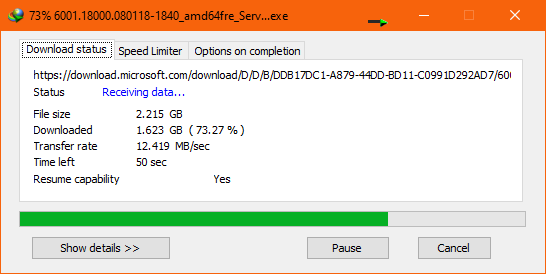 73% 6001.18000.080118-1840_amd64fre_Serv...exe
Download status Speed Limiter Options on completion
https://download.microsoft.com/download/D/D/B/DDB17DC1-A879-44DD-BD11-C0991D292AD7/600
Status Receiving data...
File size 2.215 GB
Downloaded 1.623 GB ( 73.27 % )
Transfer rate 12.419 MB/sec
Time left 50 sec
Resume capability Yes
Show details >> Pause Cancel